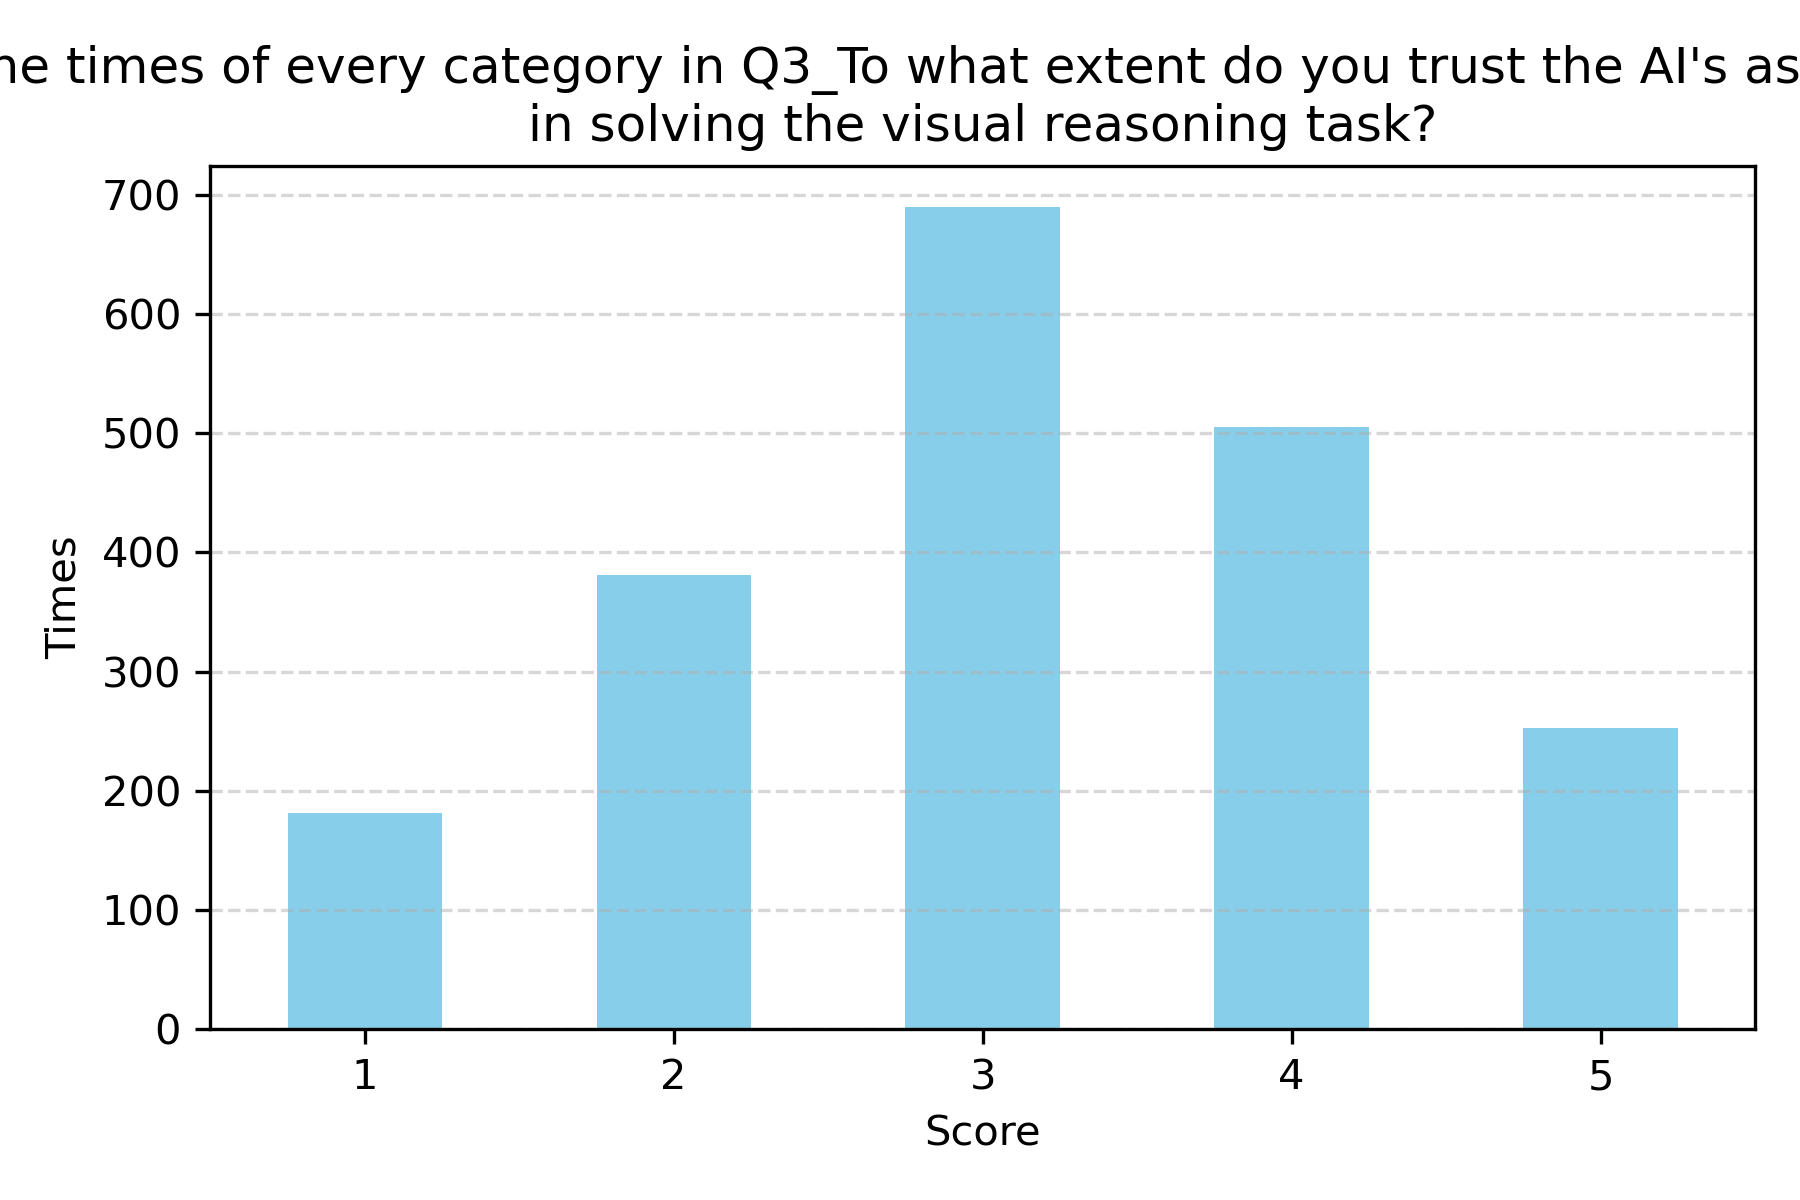 he times of every category in Q3_To what extent do you trust the AI's as
in solving the visual reasoning task?
700
600
500
400
300
200
100
0
Times
1 2 3 4 5
Score